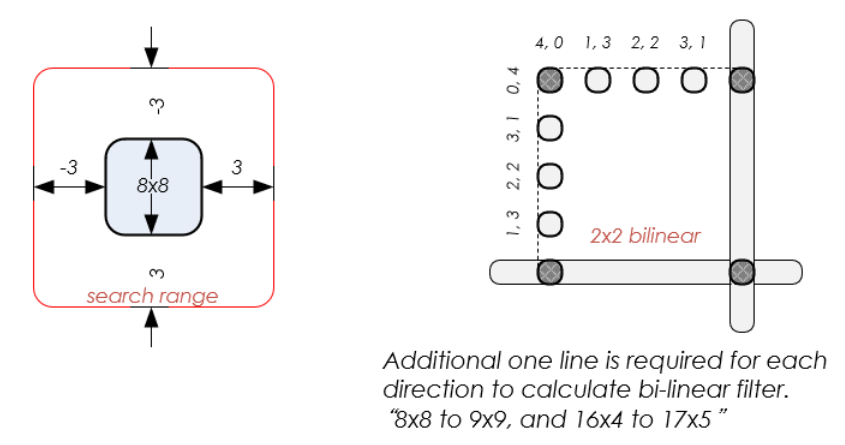 -3
-3
3
8x8
3
search range
4, 0 1, 3 2, 2 3, 1
0, 4
3, 1
2, 2
1, 3
2x2 bilinear
Additional one line is required for each
direction to calculate bi-linear filter.
“8x8 to 9x9, and 16x4 to 17x5”